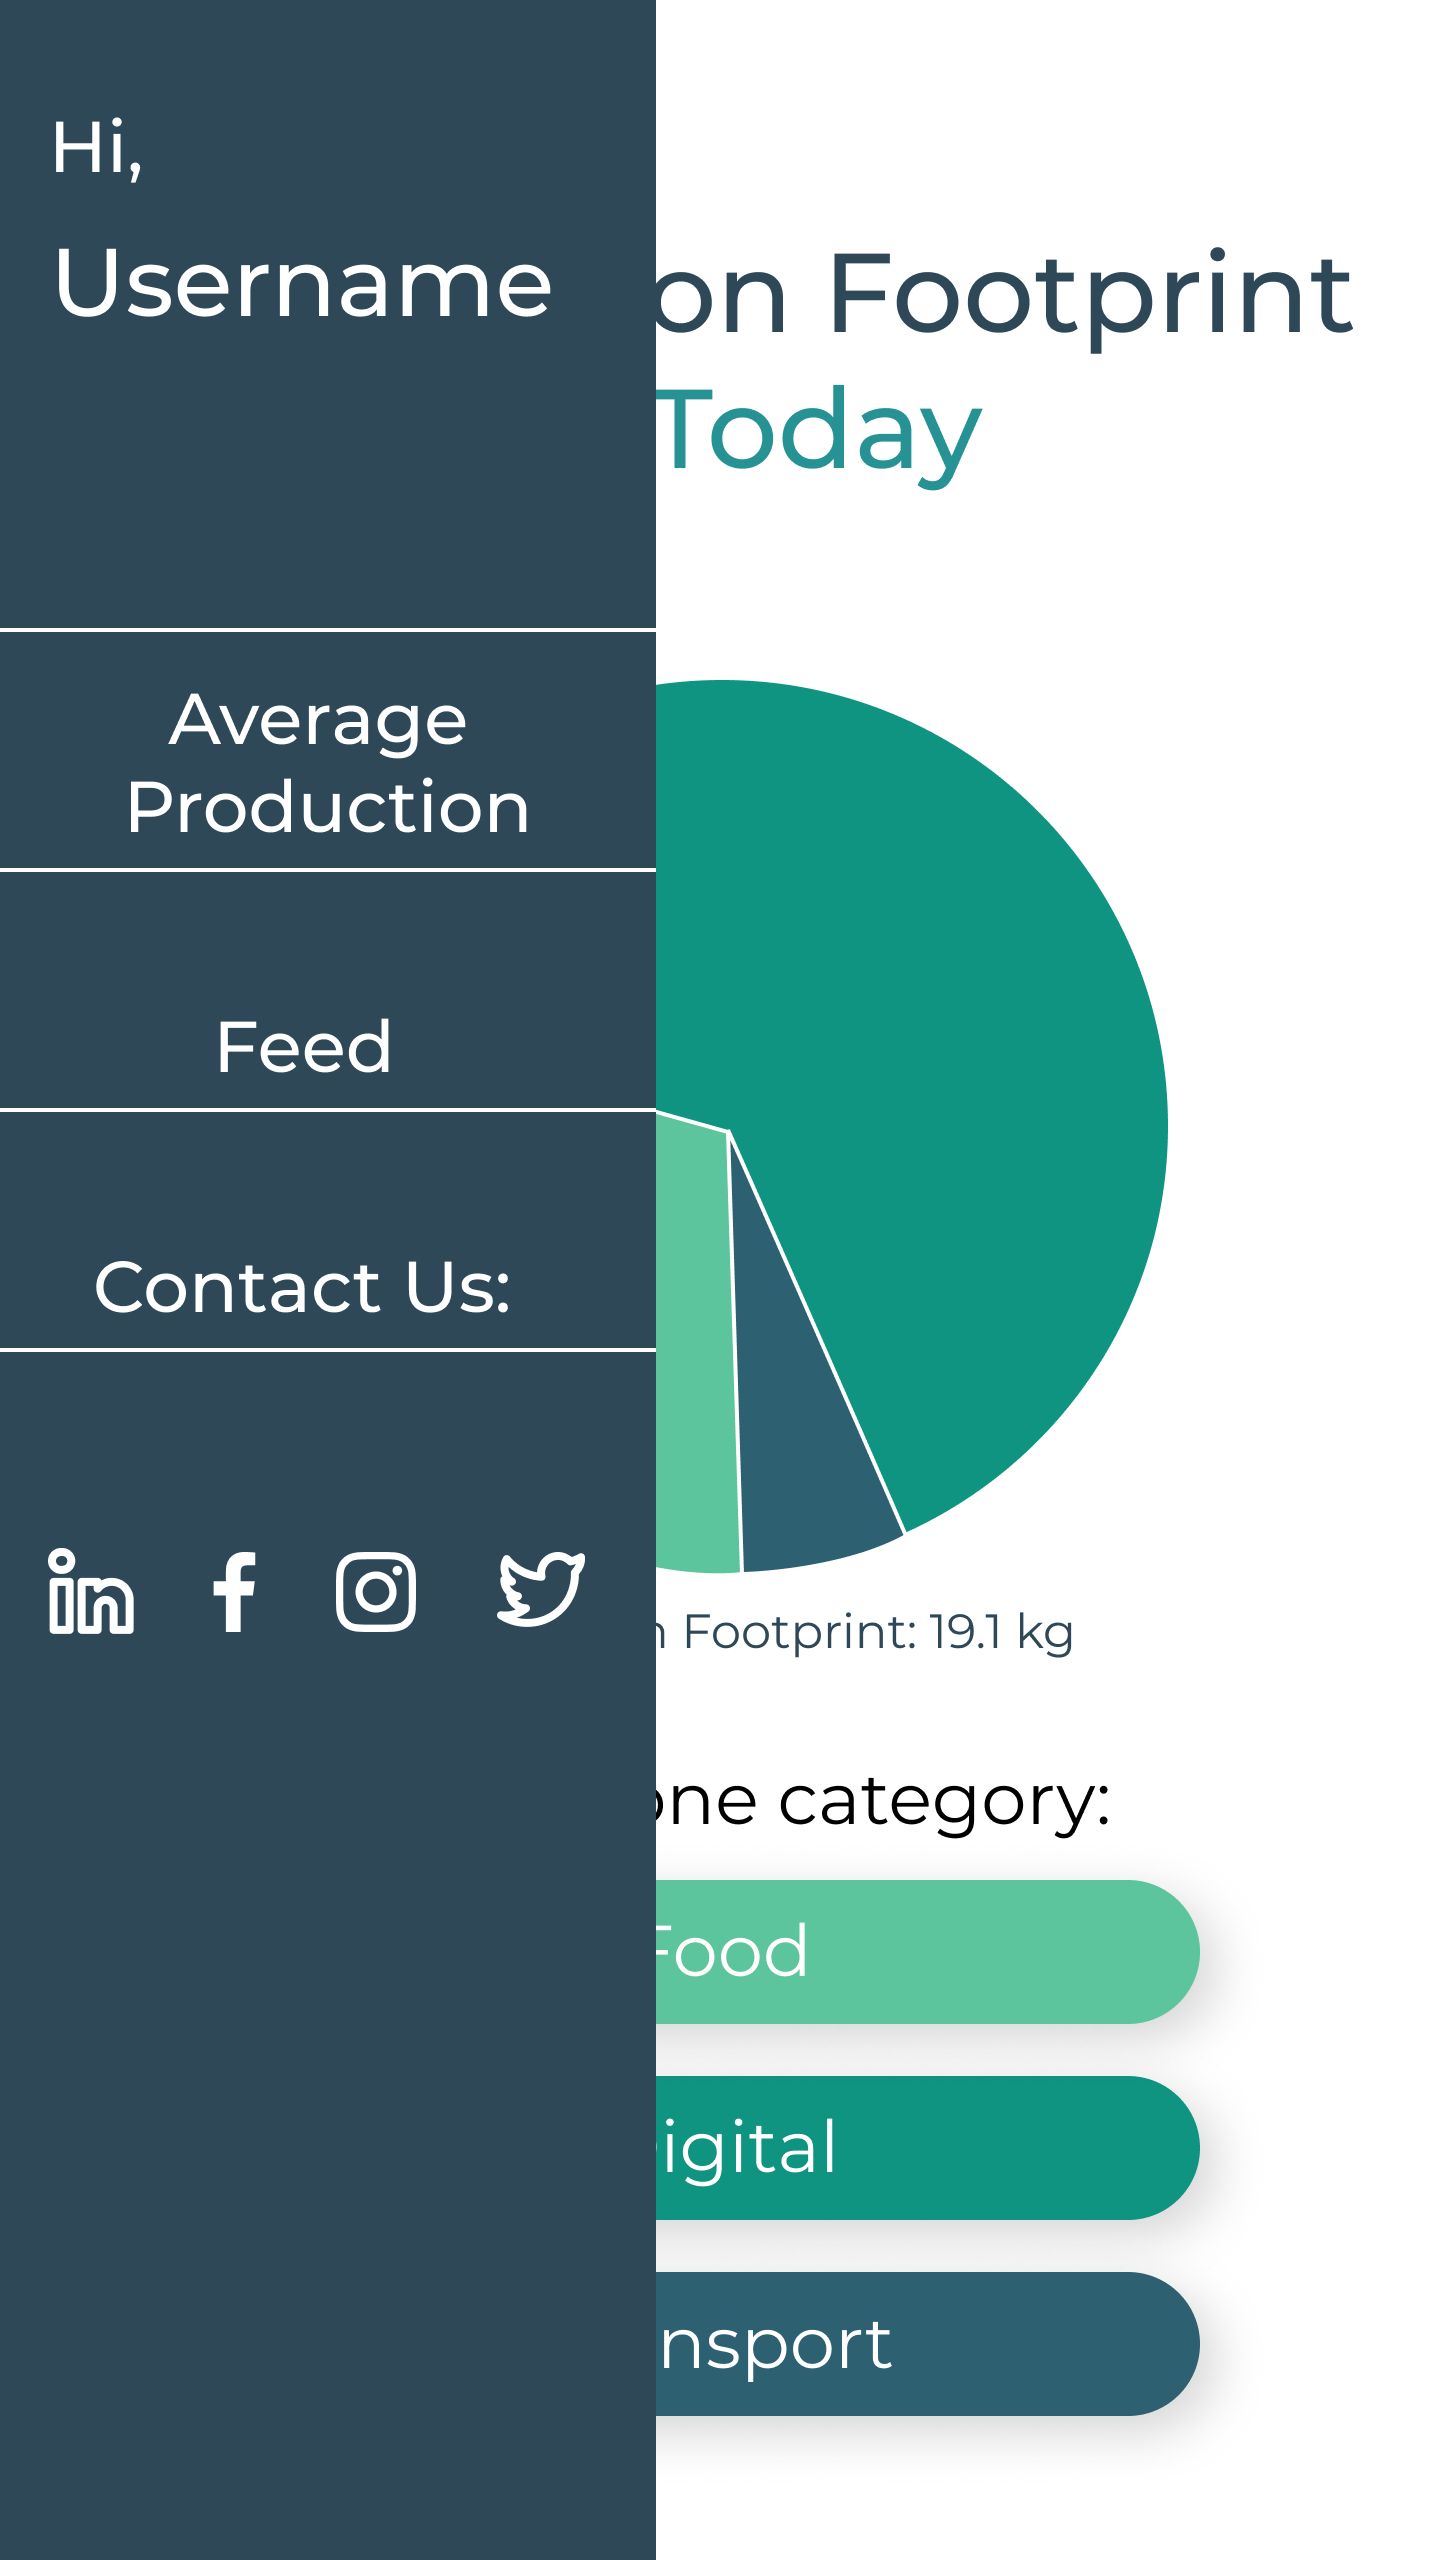 Hi,
Username
on Footprint
Today
Average
Production
Feed
Contact Us:
in f
n Footprint: 19.1 kg
one category:
Food
igital
nsport